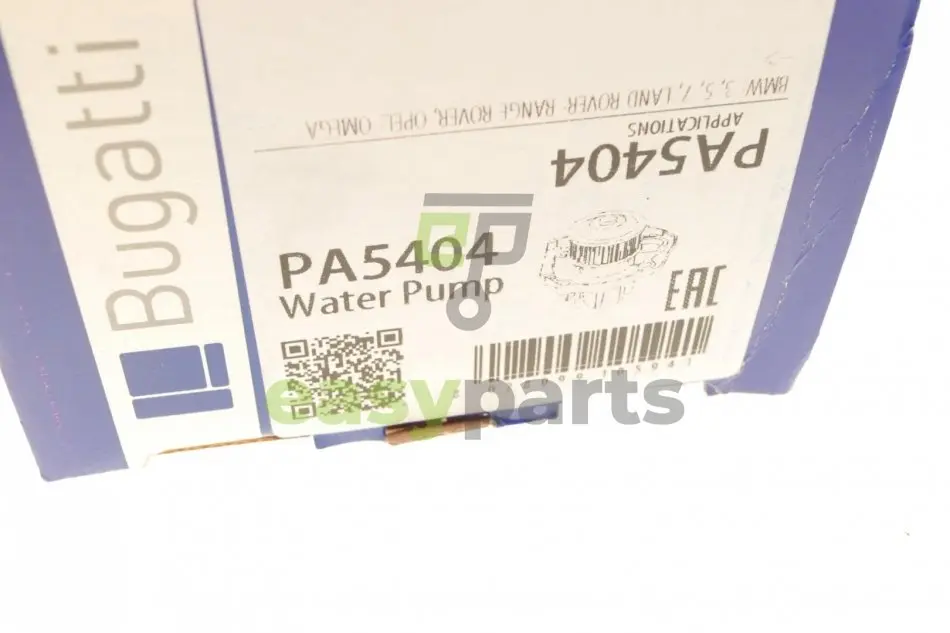 Bugatti
BMW 3, 5, 7, LAND ROVER RANGE ROVER, OPEL OMEGA
APPLICATIONS
PA5404
PA5404
Water Pump
EAC
easyparts